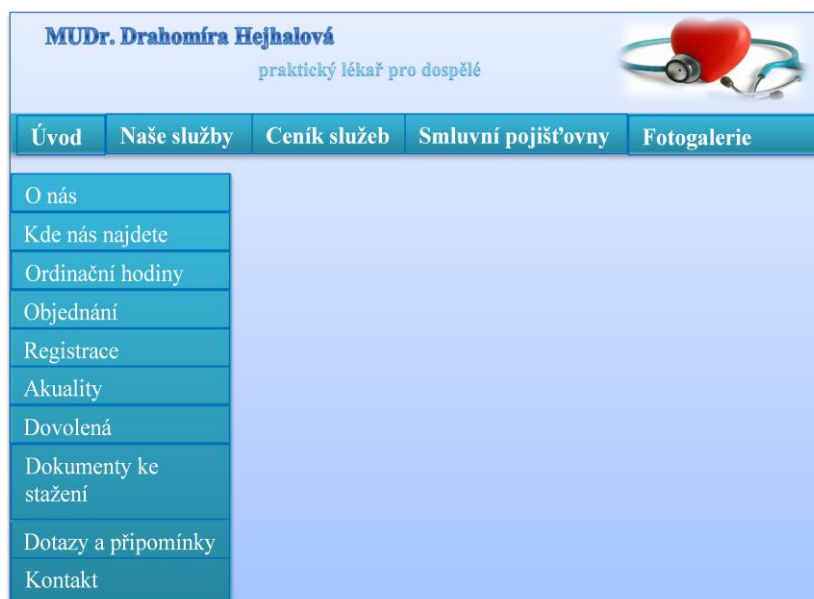 MUDr. Drahomíra Hejhalová
praktický lékař pro dospělé
Úvod
Naše služby
Ceník služeb
Smluvní pojišťovny
Fotogalerie
O nás
Kde nás najdete
Ordinační hodiny
Objednání
Registrace
Akuality
Dovolená
Dokumenty ke
stažení
Dotazy a připomínky
Kontakt